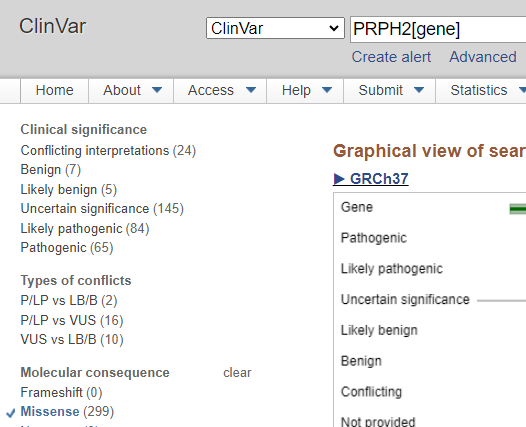 ClinVar
ClinVar
PRPH2[gene]
Create alert Advanced
Home About Access Help Submit Statistics
Clinical significance
Conflicting interpretations (24)
Benign (7)
Likely benign (5)
Uncertain significance (145)
Likely pathogenic (84)
Pathogenic (65)
Types of conflicts
P/LP vs LB/B (2)
P/LP vs VUS (16)
VUS vs LB/B (10)
Molecular consequence clear
Frameshift (0)
Missense (299)
Graphical view of sear
GRCh37
Gene
Pathogenic
Likely pathogenic
Uncertain significance
Likely benign
Benign
Conflicting
Not provided